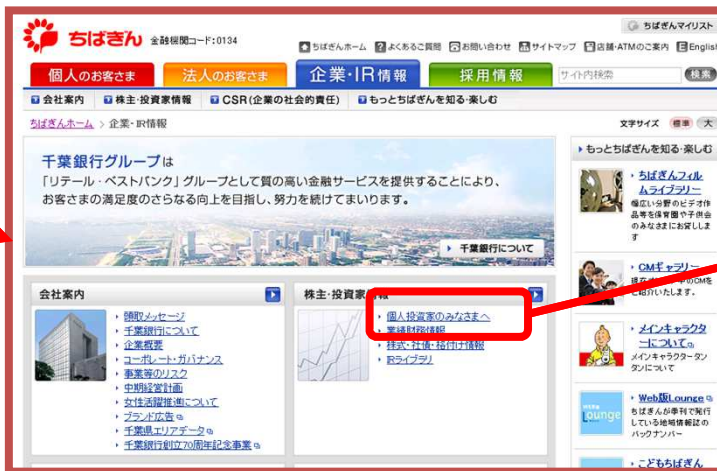 ちばぎん 金融機関コード:0134
ちばぎんマイリスト
ちばぎんホーム よくあるご質問 お問い合わせ サイトマップ 店舗・ATMのご案内 English
個人のお客さま 法人のお客さま 企業・IR情報 採用情報 サイト内検索 検索
会社案内 株主・投資家情報 CSR(企業の社会的責任) もっとちばぎんを知る・楽しむ
ちばぎんホーム > 企業・IR情報
文字サイズ 標準 大
千葉銀行グループは
「リテール・ベストバンク」グループとして質の高い金融サービスを提供することにより、
お客さまの満足度のさらなる向上を目指し、努力を続けてまいります。
千葉銀行について
会社案内
頭取メッセージ
千葉銀行について
企業概要
コーポレート・ガバナンス
事業等のリスク
中期経営計画
女性活躍推進について
ブランド広告
千葉県エリアデータ
千葉銀行創立70周年記念事業
株主・投資家情報
個人投資家のみなさまへ
業績財務情報
株式・社債・格付け情報
IRライブラリ
もっとちばぎんを知る・楽しむ
ちばぎんフィル
ムライブラリー
幅広い分野のビデオ作
品等を保育園や子供会
のみなさまにお貸ししま
す
CMギャラリー
のCMを
ご紹介いたします。
メインキャラクタ
ーについて
メインキャラクターダン
ダンについて
Web版Lounge
ちばぎんが季刊で発行
している地域情報誌の
バックナンバー
Lounge
こどもちばぎん